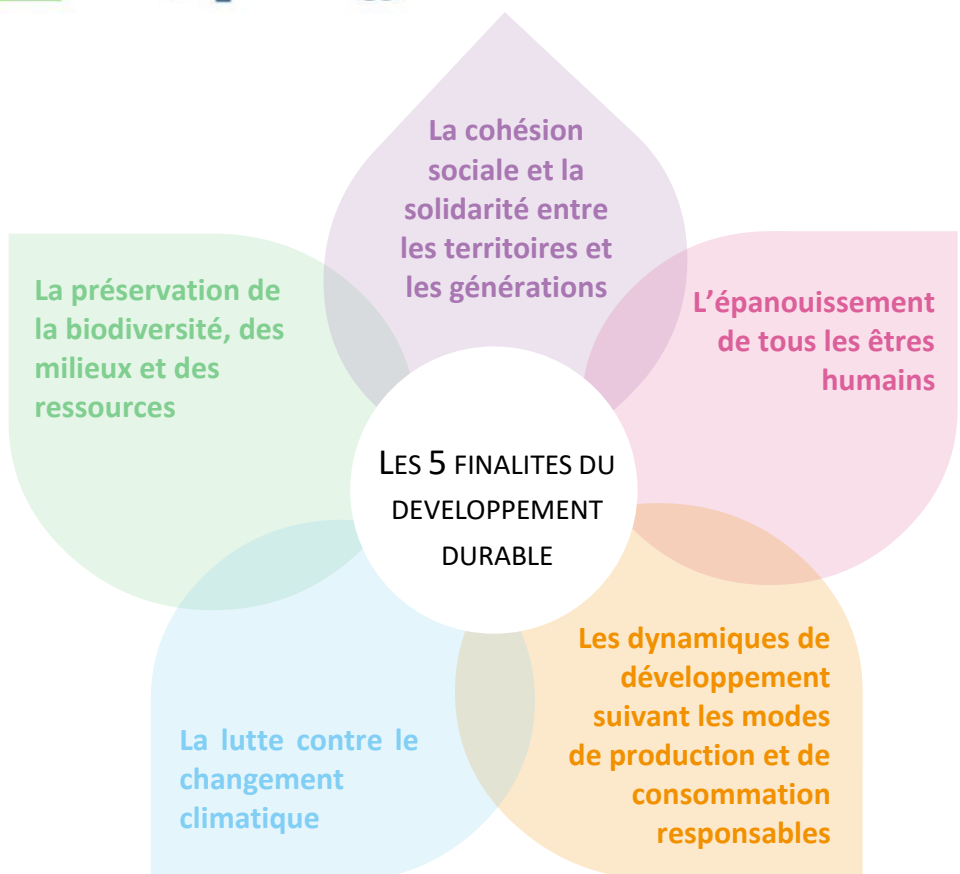 La cohésion
sociale et la
solidarité entre
les territoires et
les générations
La préservation de
la biodiversité, des
milieux et des
ressources
L’épanouissement
de tous les êtres
humains
LES 5 FINALITES DU
DEVELOPPEMENT
DURABLE
Les dynamiques de
développement
suivant les modes
de production et de
consommation
responsables
La lutte contre le
changement
climatique